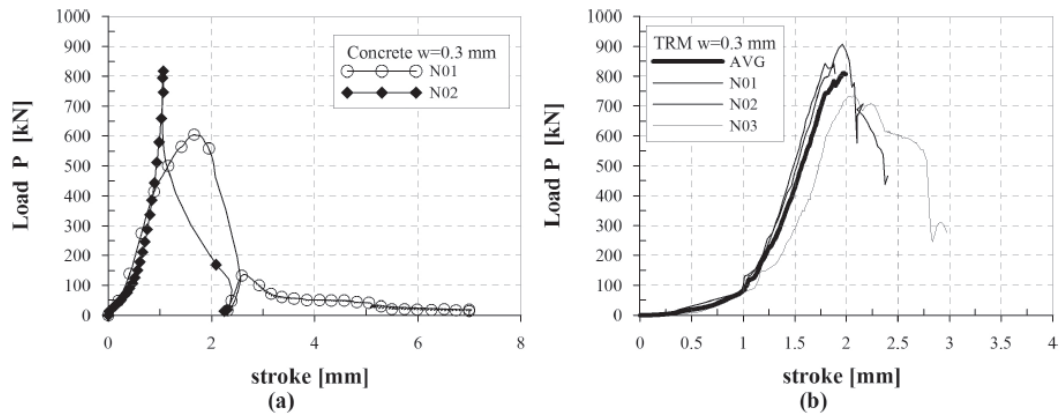 1000
900
800
700
600
500
400
300
200
100
0
Load P [kN]
Concrete w=0.3 mm
N01
N02
0 2 4 6 8
stroke [mm]
(a)
1000
900
800
700
600
500
400
300
200
100
0
Load P [kN]
TRM w=0.3 mm
AVG
N01
N02
N03
0 0.5 1 1.5 2 2.5 3 3.5 4
stroke [mm]
(b)